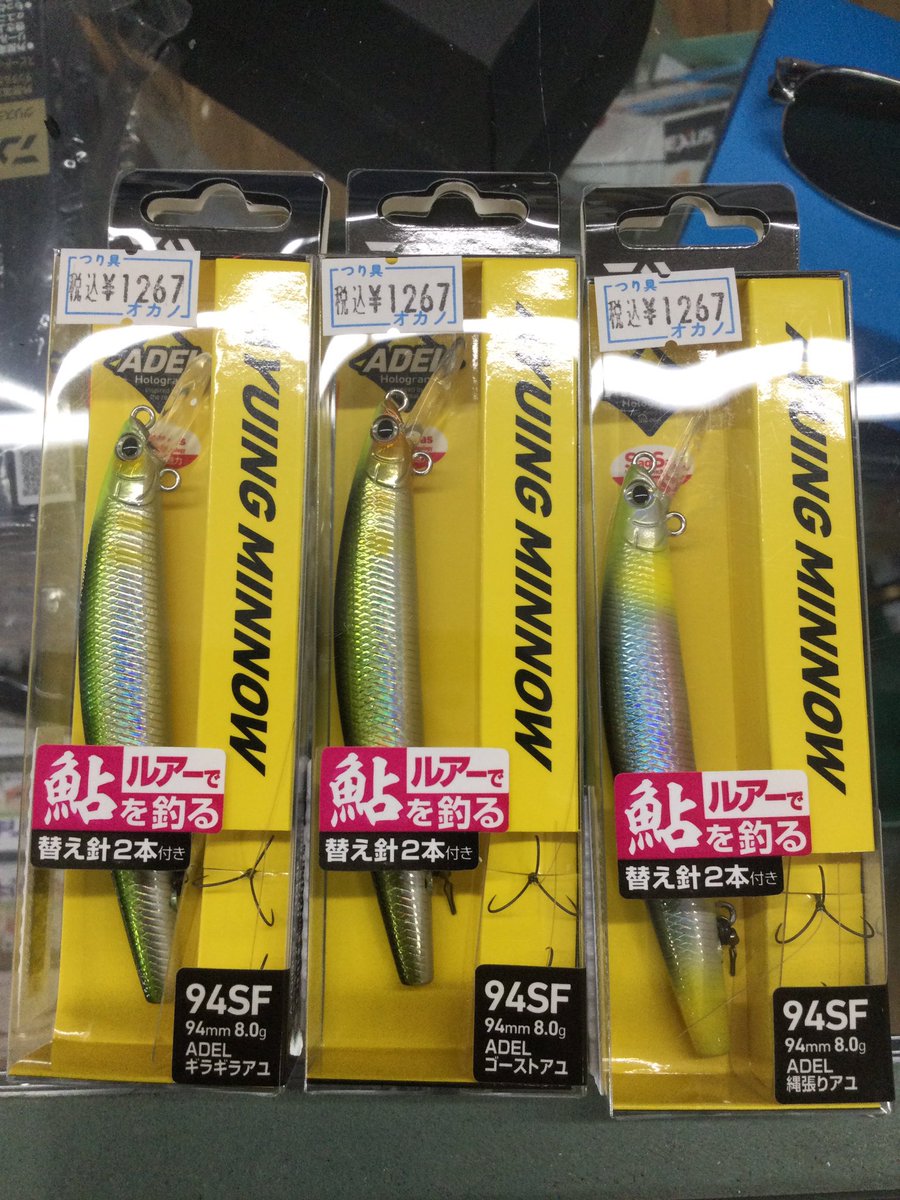 つり具
税込¥1267
オカノ
ADEL
Hologram
YUING MINNOW
鮎
ルアーで
を釣る
替え針2本付き
94SF
94mm 8.0g
ADEL
ギラギラアユ
つり具
税込¥1267
オカノ
ADEL
Hologram
YUING MINNOW
鮎
ルアーで
を釣る
替え針2本付き
94SF
94mm 8.0g
ADEL
ゴーストアユ
つり具
税込¥1267
オカノ
YUING MINNOW
鮎
ルアーで
を釣る
替え針2本付き
94SF
94mm 8.0g
ADEL
縄張りアユ